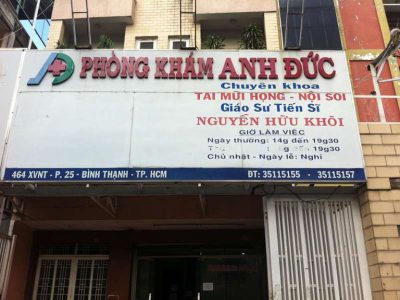 PHÒNG KHÁM ANH ĐỨC
Chuyên khoa
TAI MŨI HỌNG - NỘI SOI
Giáo Sư Tiến Sĩ
NGUYỄN HỮU KHÔI
GIỜ LÀM VIỆC
Ngày thường: 14g đến 19g30
19g30
Chủ nhật - Ngày lễ: Nghỉ
464 XVNT - P. 25 - BÌNH THẠNH - TP. HCM ĐT: 35115155 - 35115157